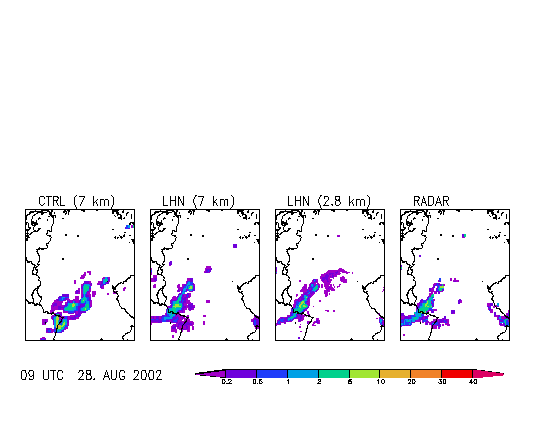 CTRL (7 km) LHN (7 km) LHN (2.8 km) RADAR
09 UTC 28. AUG 2002
0.2 0.5 1 2 5 10 20 30 40